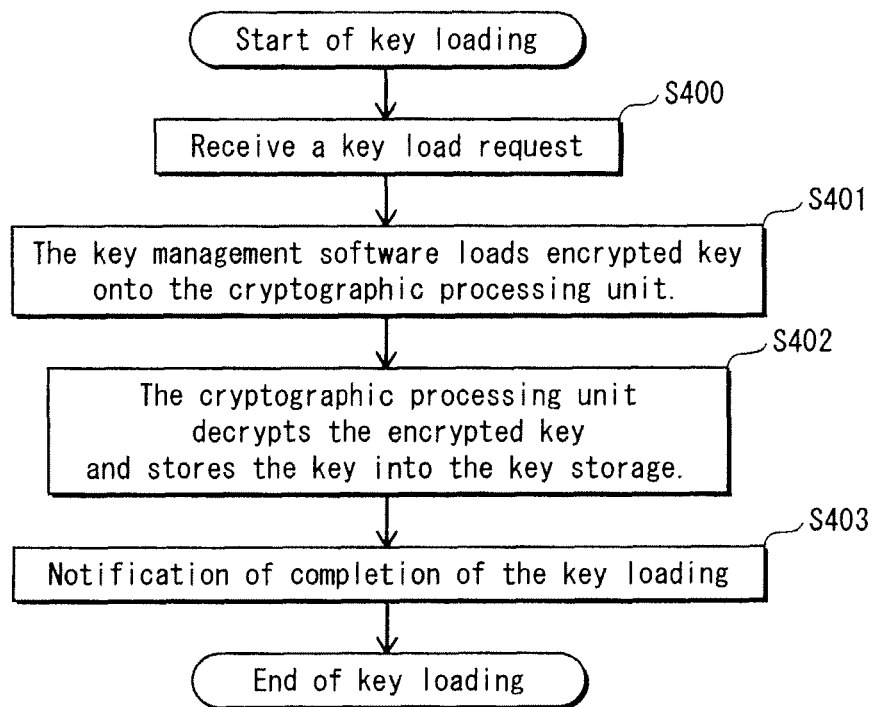 Start of key loading
S400
Receive a key load request
S401
The key management software loads encrypted key
onto the cryptographic processing unit.
S402
The cryptographic processing unit
decrypts the encrypted key
and stores the key into the key storage.
S403
Notification of completion of the key loading
End of key loading